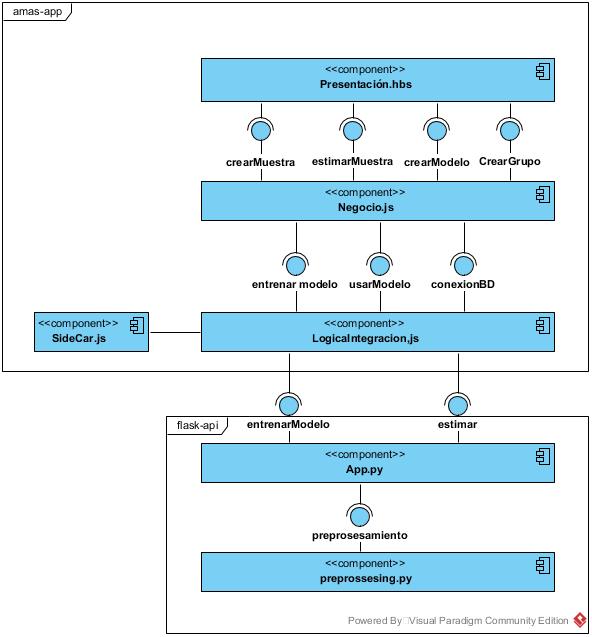 amas-app
<<component>>
Presentación.hbs
crearMuestra estimarMuestra crearModelo CrearGrupo
<<component>>
Negocio.js
entrenar modelo usarModelo conexionBD
<<component>>
SideCar.js
<<component>>
LogicaIntegracion,js
entrenarModelo estimar
flask-api
<<component>>
App.py
preprosesamiento
<<component>>
preprossesing.py
Powered By Visual Paradigm Community Edition